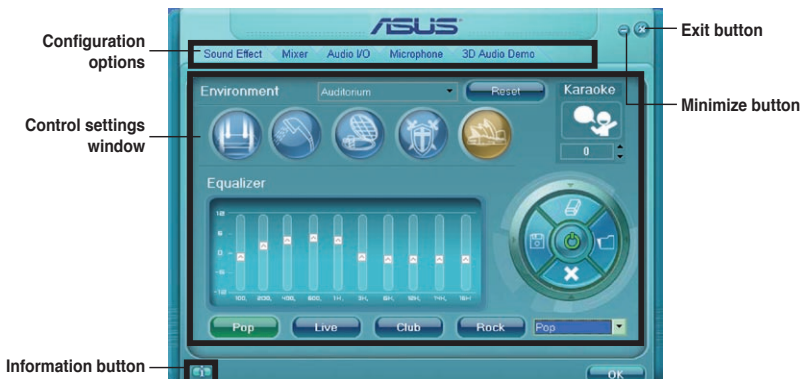 ASUS
Exit button
Configuration
options
Sound Effect Mixer Audio I/O Microphone 3D Audio Demo
Environment Auditorium Reset Karaoke
Minimize button
Control settings
window
0
Equalizer
Pop Live Club Rock Pop
Information button
OK